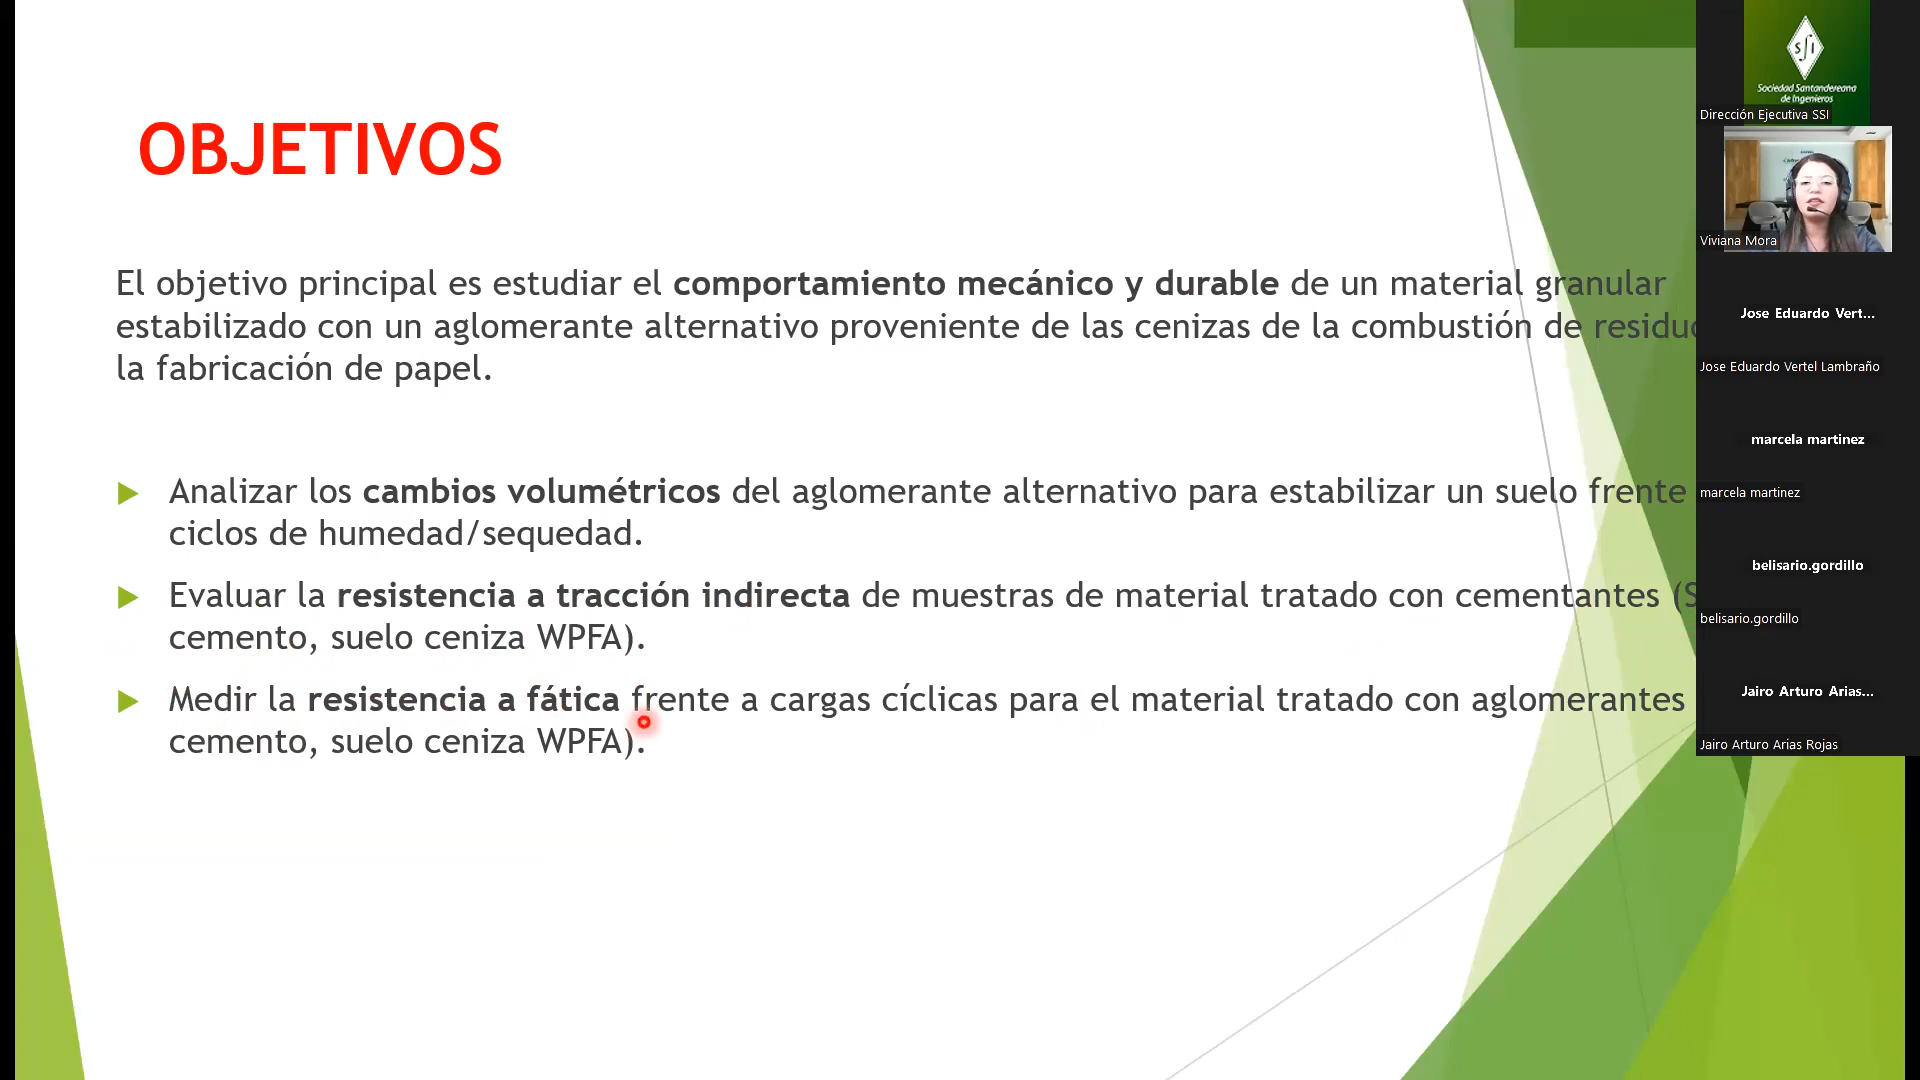 OBJETIVOS
El objetivo principal es estudiar el comportamiento mecánico y durable de un material granular
estabilizado con un aglomerante alternativo proveniente de las cenizas de la combustión de
la fabricación de papel.
Analizar los cambios volumétricos del aglomerante alternativo para estabilizar un suelo frente
ciclos de humedad/sequedad.
Evaluar la resistencia a tracción indirecta de muestras de material tratado con cementantes
cemento, suelo ceniza WPFA).
Medir la resistencia a fática frente a cargas cíclicas para el material tratado con aglomerantes
cemento, suelo ceniza WPFA).
SSI
Sociedad Santandereana
de Ingenieros
Dirección Ejecutiva SSI
Viviana Mora
Jose Eduardo Vert...
Jose Eduardo Vertel Lambraño
marcela martinez
marcela martinez
belisario.gordillo
belisario.gordillo
Jairo Arturo Arias...
Jairo Arturo Arias Rojas